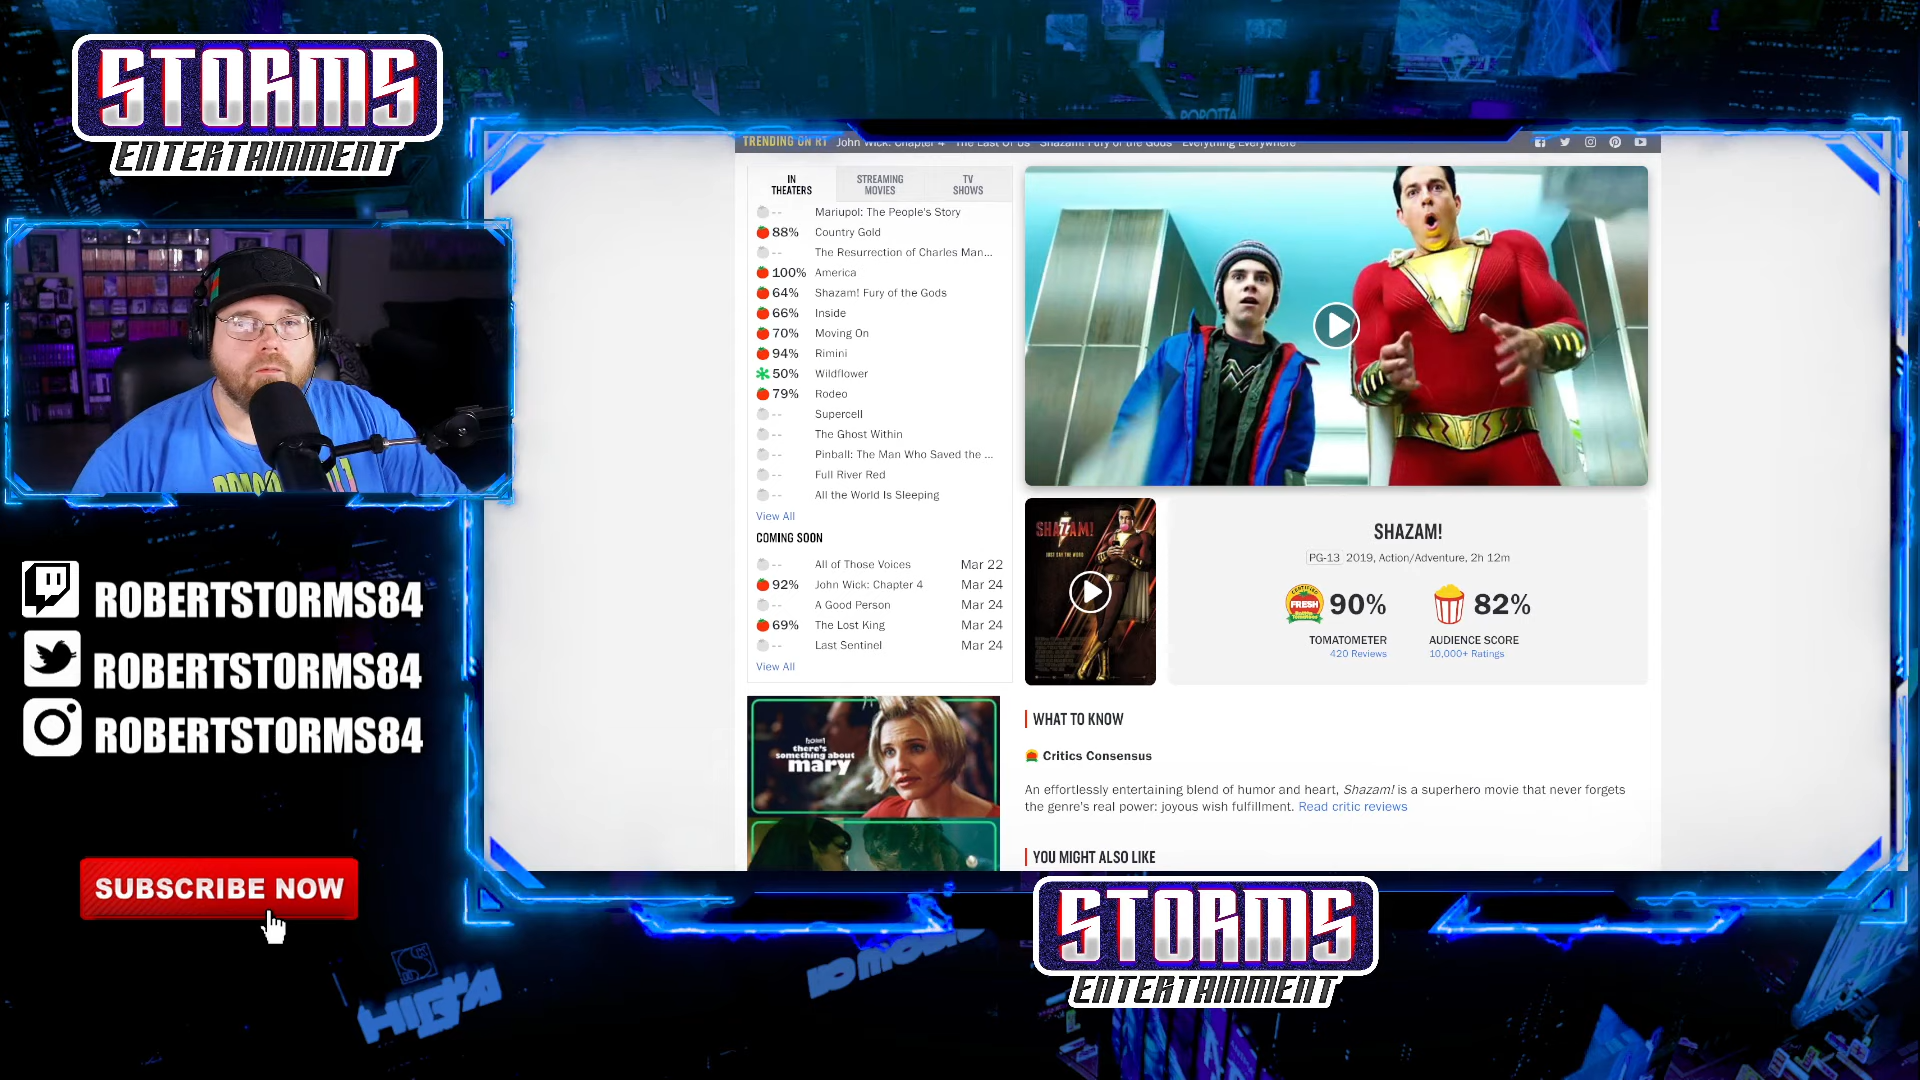 STORMS
ENTERTAINMENT
ROBERTSTORMS84
ROBERTSTORMS84
ROBERTSTORMS84
SUBSCRIBE NOW
TRENDING ON RT John Wick: Chapter 4 The Last Of Us Shazam! Fury of the Gods Everything Everywhere
IN THEATERS
STREAMING MOVIES
TV SHOWS
-- Mariupol: The People's Story
88% Country Gold
-- The Resurrection of Charles Man...
100% America
64% Shazam! Fury of the Gods
66% Inside
70% Moving On
94% Rimini
50% Wildflower
79% Rodeo
-- Supercell
-- The Ghost Within
-- Pinball: The Man Who Saved the ...
-- Full River Red
-- All the World Is Sleeping
View All
COMING SOON
-- All of Those Voices Mar 22
92% John Wick: Chapter 4 Mar 24
-- A Good Person Mar 24
69% The Lost King Mar 24
-- Last Sentinel Mar 24
View All
there's
something about
mary
SHAZAM!
JUST SAY THE WORD
SHAZAM!
PG-13 2019, Action/Adventure, 2h 12m
CERTIFIED
FRESH
90%
82%
TOMATOMETER
AUDIENCE SCORE
420 Reviews
10,000+ Ratings
WHAT TO KNOW
Critics Consensus
An effortlessly entertaining blend of humor and heart, Shazam! is a superhero movie that never forgets
the genre's real power: joyous wish fulfillment. Read critic reviews
YOU MIGHT ALSO LIKE
STORMS
ENTERTAINMENT